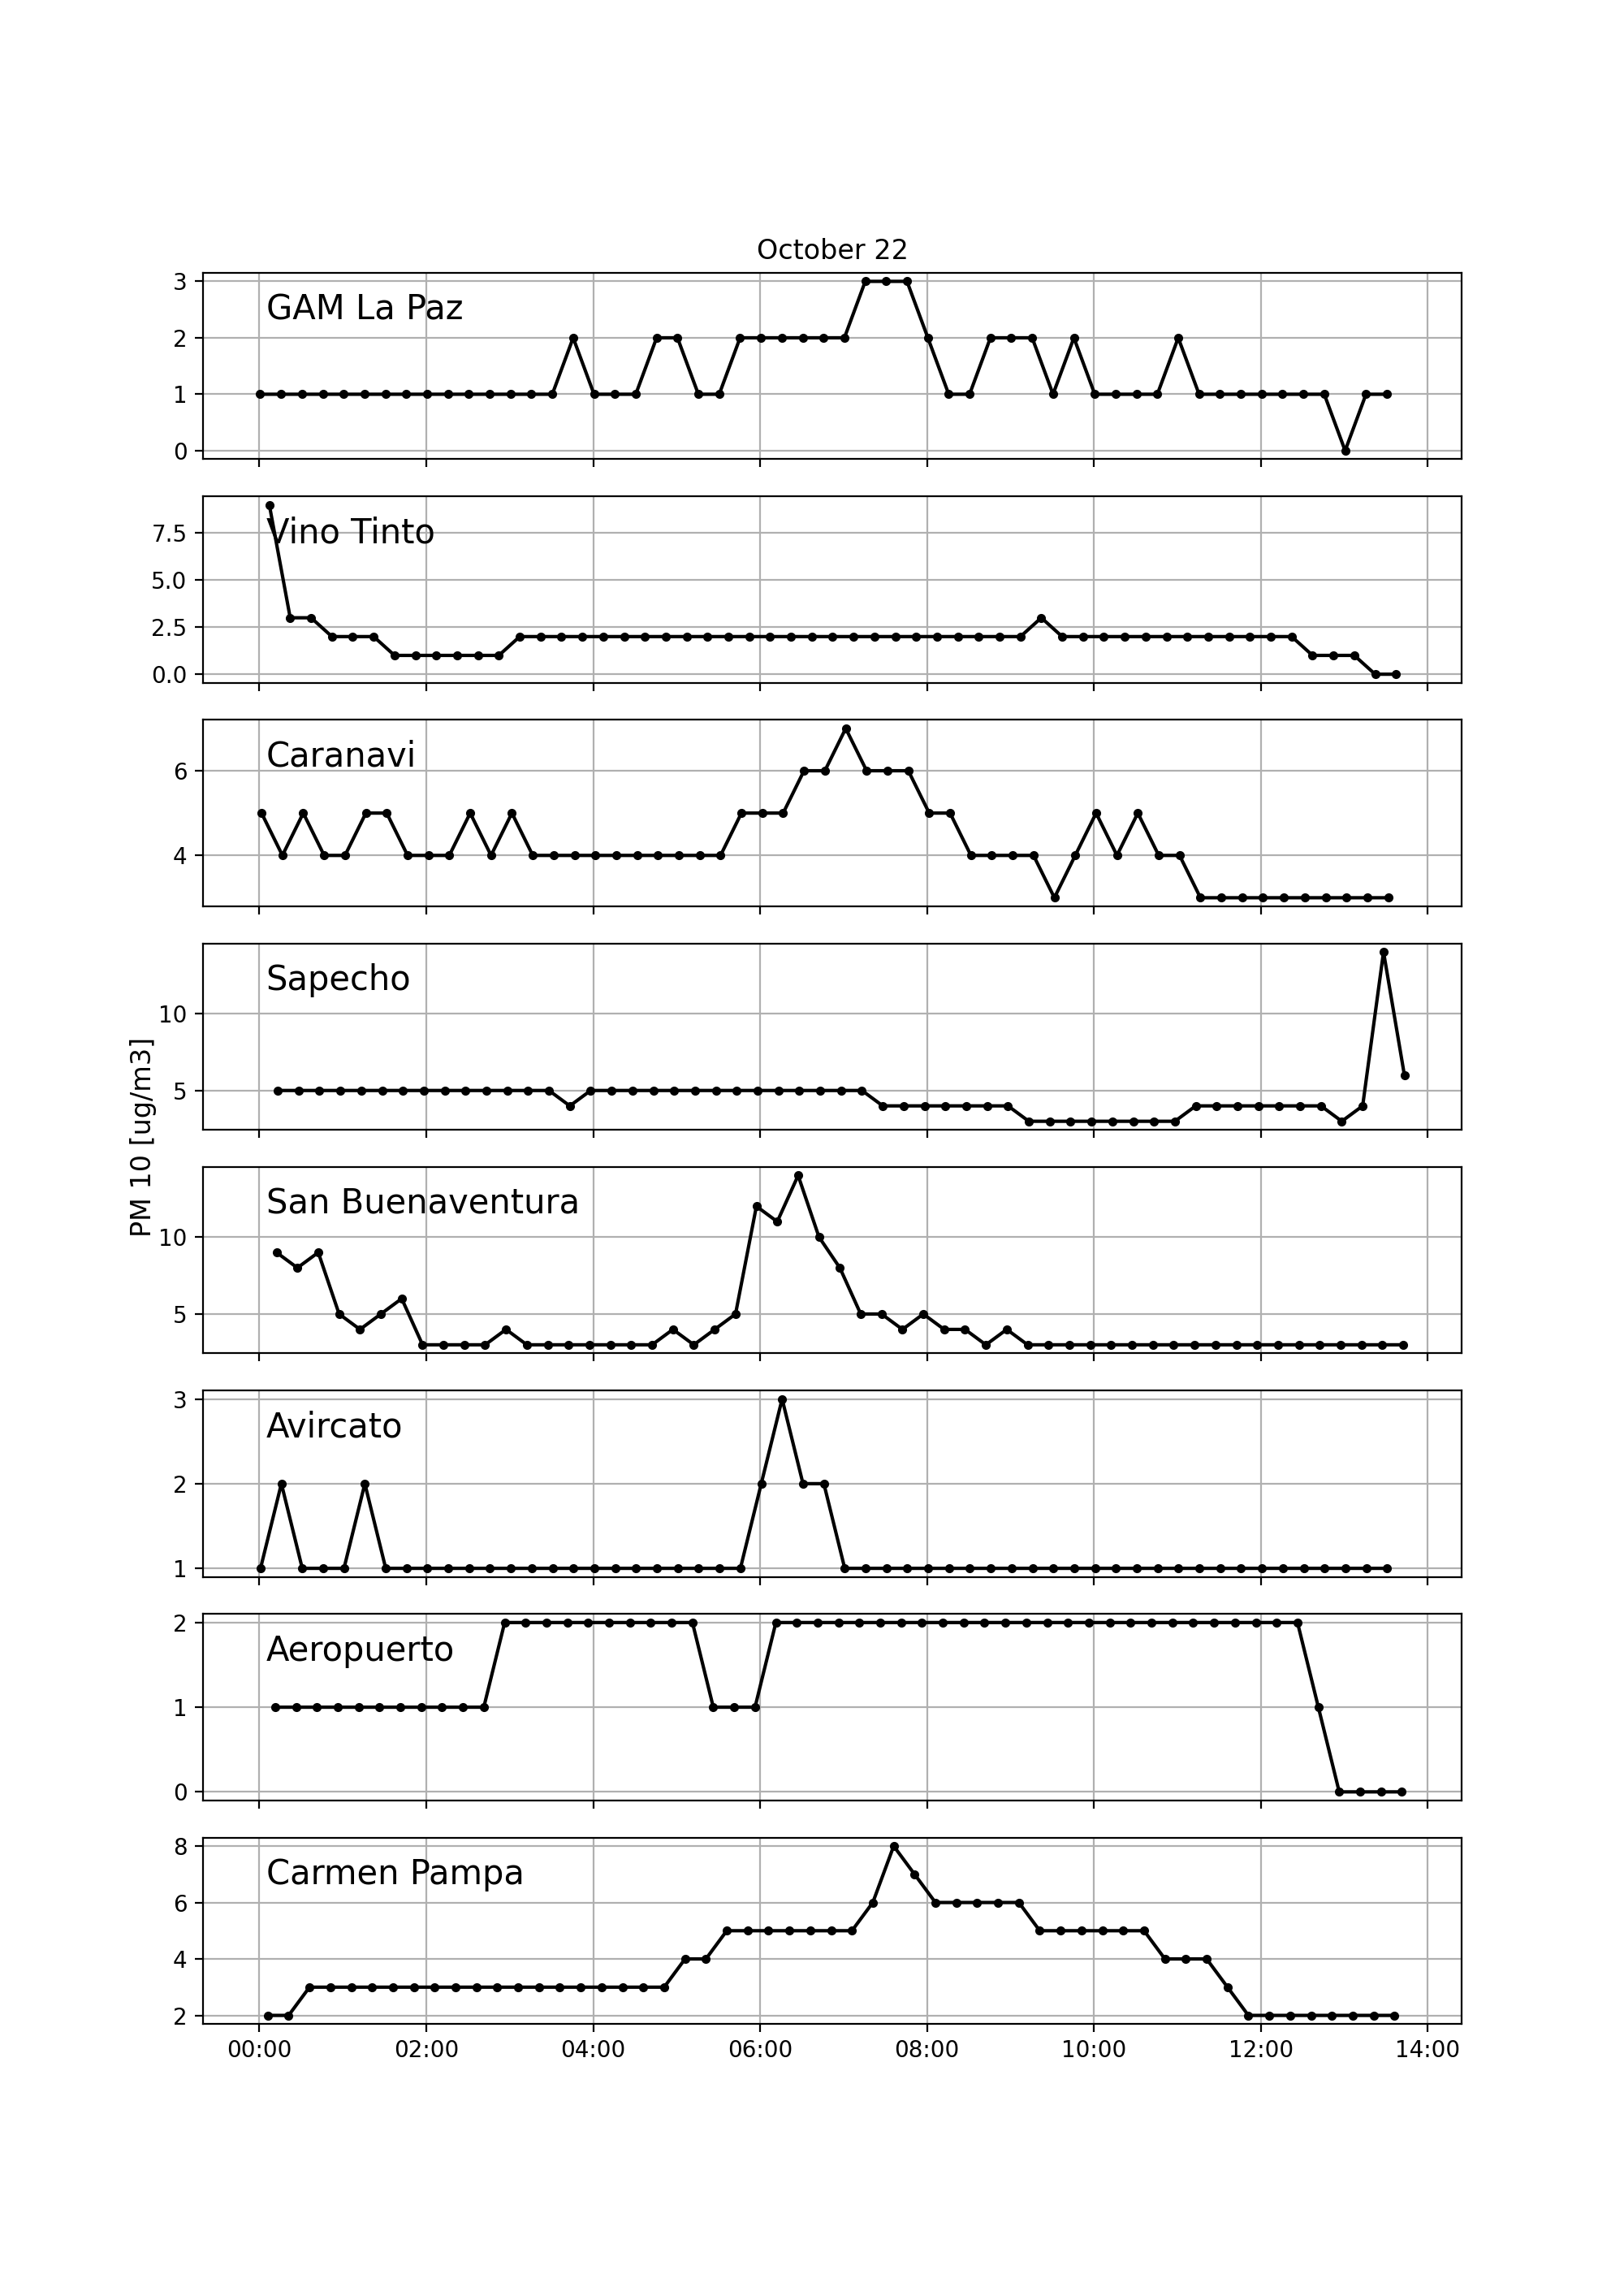 October 22
GAM La Paz
3
2
1
0
Vino Tinto
7.5
5.0
2.5
0.0
Caranavi
6
4
PM 10 [ug/m3]
Sapecho
10
5
San Buenaventura
10
5
Avircato
3
2
1
Aeropuerto
2
1
0
Carmen Pampa
8
6
4
2
00:00 02:00 04:00 06:00 08:00 10:00 12:00 14:00